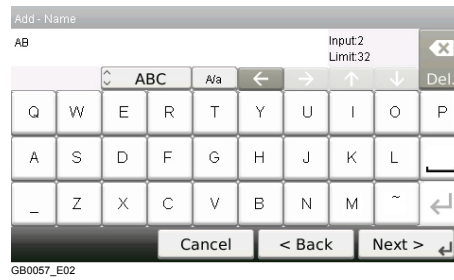 Add - Name
AB
Input:2
Limit:32
ABC A/a ← → ↑ ↓ Del.
Q W E R T Y U I O P
A S D F G H J K L
_ Z X C V B N M ~
Cancel < Back Next >
GB0057_E02